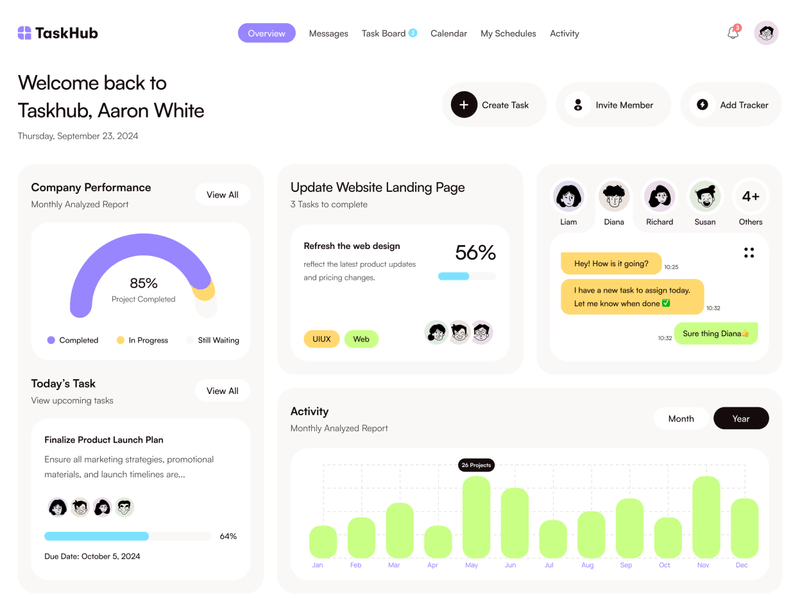 TaskHub
Overview
Messages
Task Board 2
Calendar
My Schedules
Activity
3
Welcome back to
Taskhub, Aaron White
Thursday, September 23, 2024
Create Task
Invite Member
Add Tracker
Company Performance
View All
Monthly Analyzed Report
85%
Project Completed
Completed
In Progress
Still Waiting
Today's Task
View All
View upcoming tasks
Finalize Product Launch Plan
Ensure all marketing strategies, promotional
materials, and launch timelines are...
64%
Due Date: October 5, 2024
Update Website Landing Page
3 Tasks to complete
Refresh the web design
56%
reflect the latest product updates
and pricing changes.
UIUX
Web
4+
Liam
Diana
Richard
Susan
Others
Hey! How is it going?
10:25
I have a new task to assign today.
Let me know when done ✅
10:32
10:32
Sure thing Diana👍
Activity
Monthly Analyzed Report
Month
Year
26 Projects
Jan
Feb
Mar
Apr
May
Jun
Jul
Aug
Sep
Oct
Nov
Dec